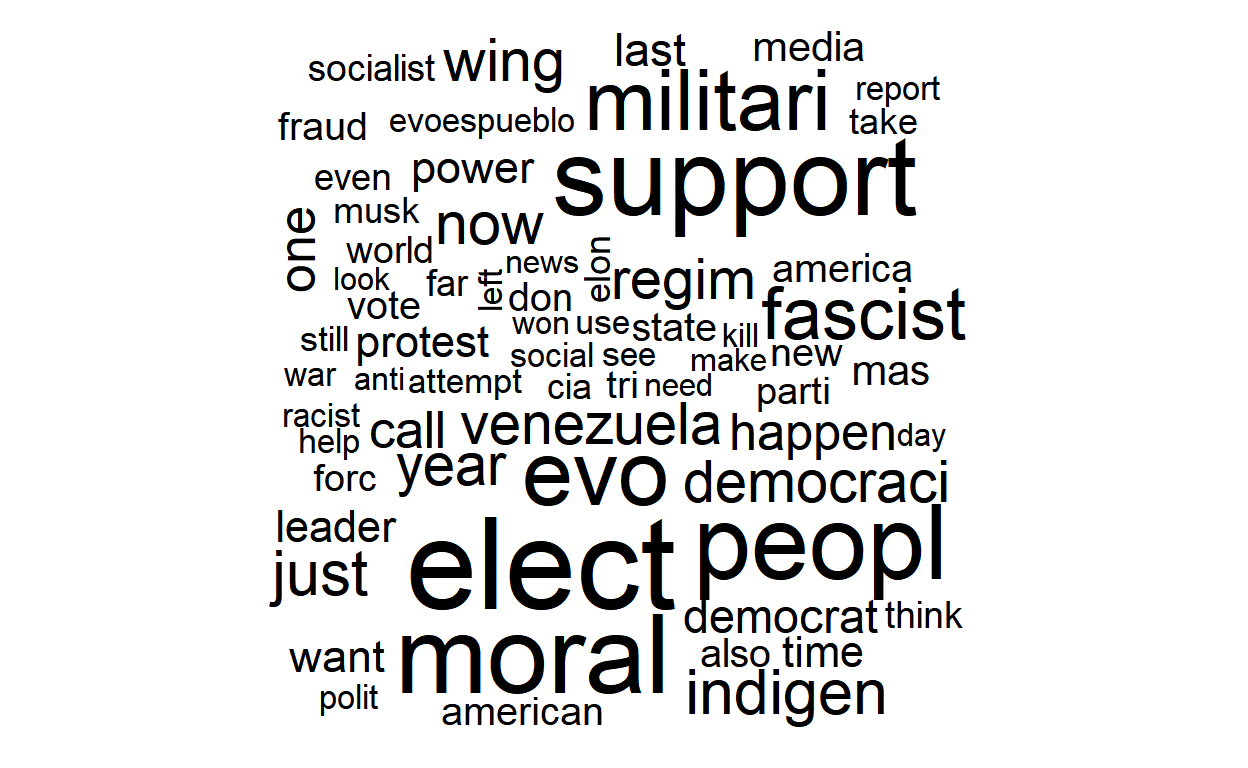 socialist wing last media
militari report
fraud evoespueblo take
even power support
one musk now
world elon
look far left news regim america
vote don fascist
won use state kill
still protest
social see make new
war anti attempt cia tri need parti mas
racist call venezuela happen day
help
forc year evo democraci
leader elect peopl
just
democrat think
want moral also time
polit american indigen